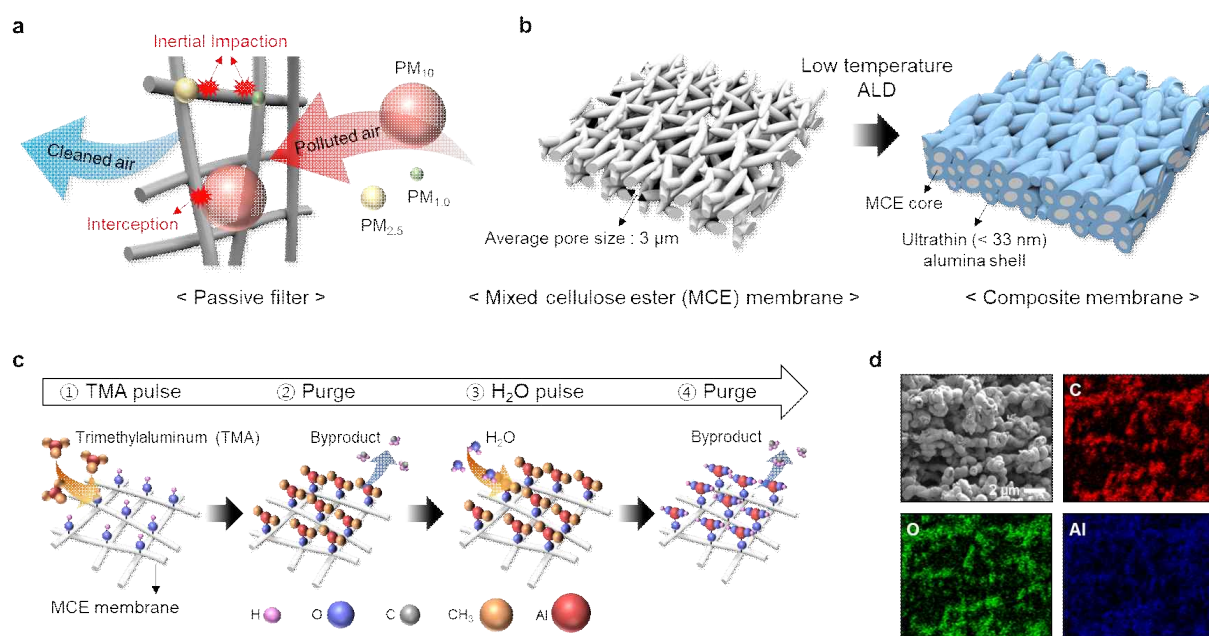 a
Inertial Impaction
PM₁₀
Polluted air
Cleaned air
PM₁.₀
PM₂.₅
Interception
< Passive filter >
b
Low temperature
ALD
Average pore size : 3 μm
MCE core
Ultrathin (< 33 nm)
alumina shell
< Mixed cellulose ester (MCE) membrane >
< Composite membrane >
c
① TMA pulse
② Purge
③ H₂O pulse
④ Purge
Trimethylaluminum (TMA)
Byproduct
H₂O
Byproduct
MCE membrane
H
O
C
CH₃
Al
d
2 μm
C
O
Al